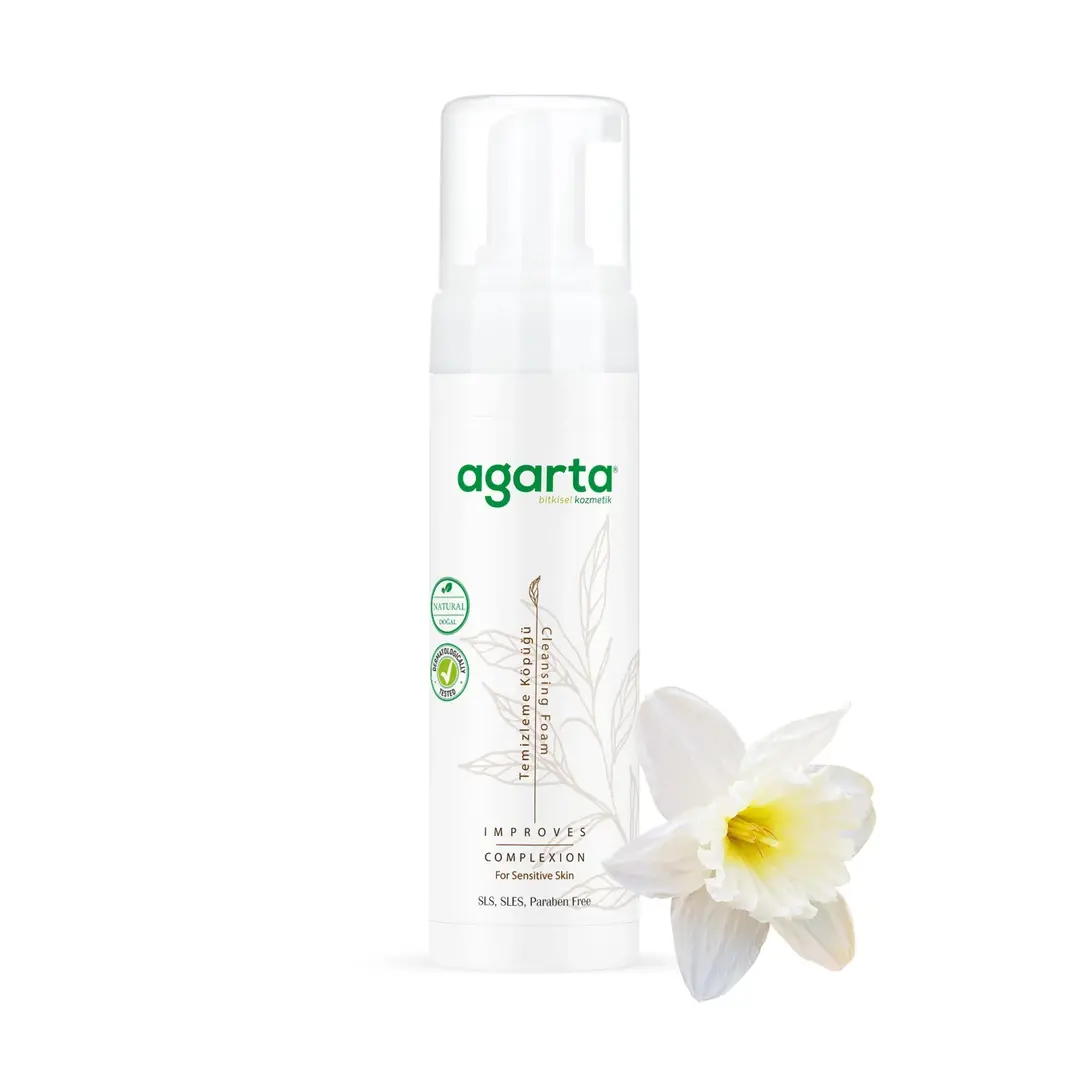 agarta®
bitkisel kozmetik
NATURAL
DOĞAL
DERMATOLOGICALLY
TESTED
Temizleme Köpüğü
Cleansing Foam
IMPROVES
COMPLEXION
For Sensitive Skin
SLS, SLES, Paraben Free